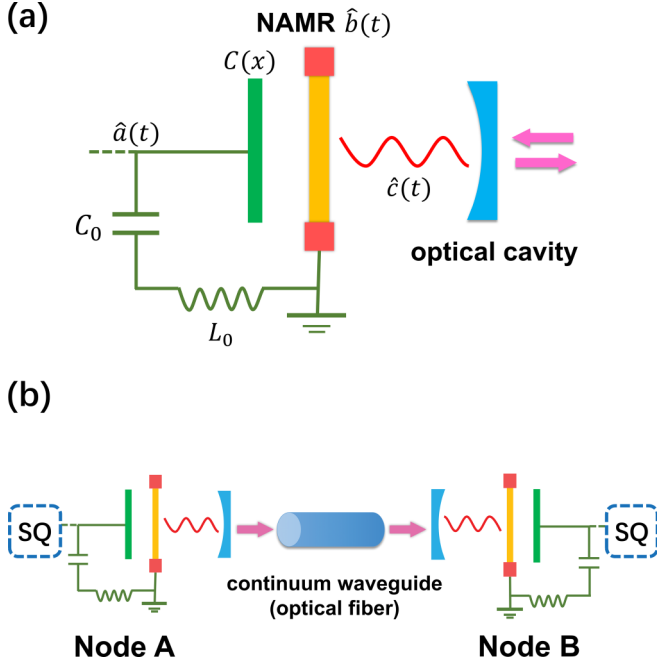 (a)
NAMR b̂(t)
C(x)
â(t)
ĉ(t)
C₀
optical cavity
L₀
(b)
SQ
SQ
continuum waveguide
(optical fiber)
Node A
Node B